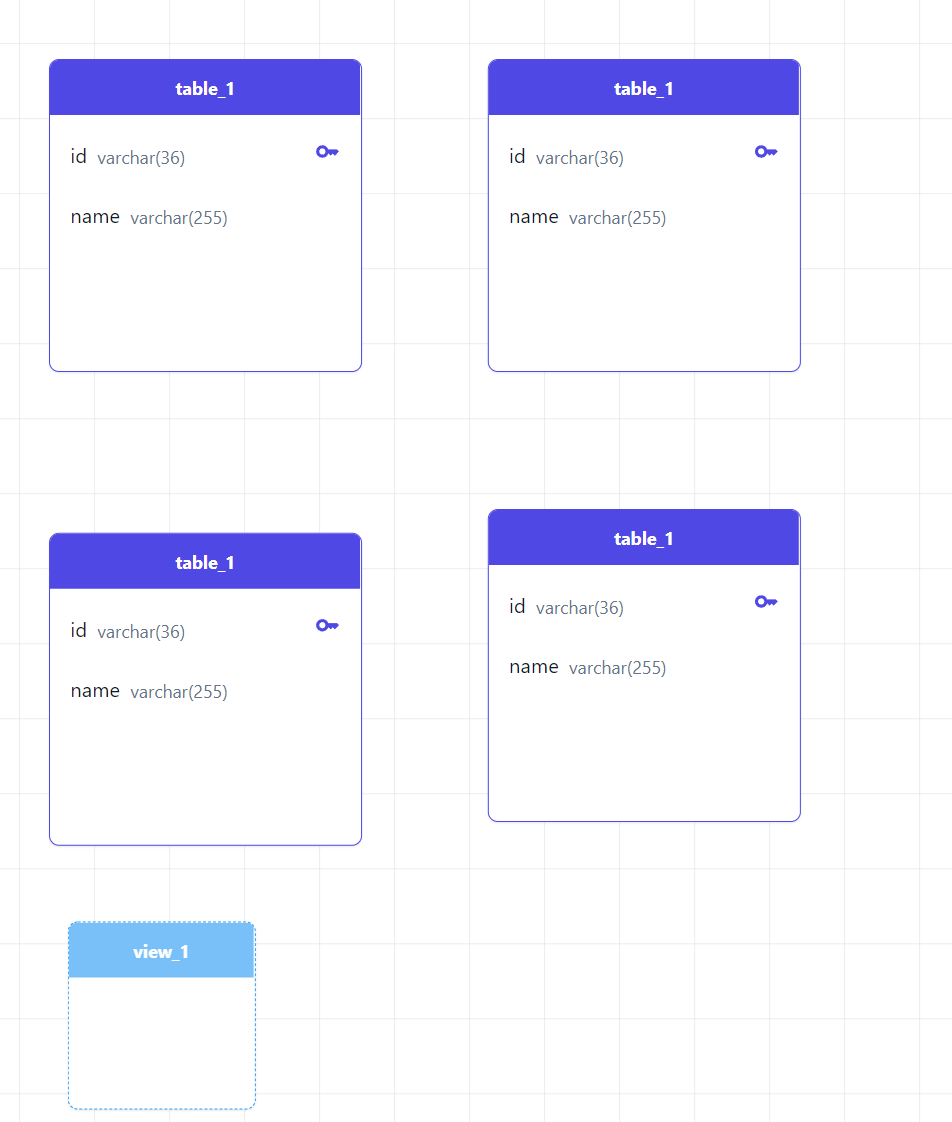 table_1
id varchar(36)
name varchar(255)
table_1
id varchar(36)
name varchar(255)
table_1
id varchar(36)
name varchar(255)
table_1
id varchar(36)
name varchar(255)
view_1